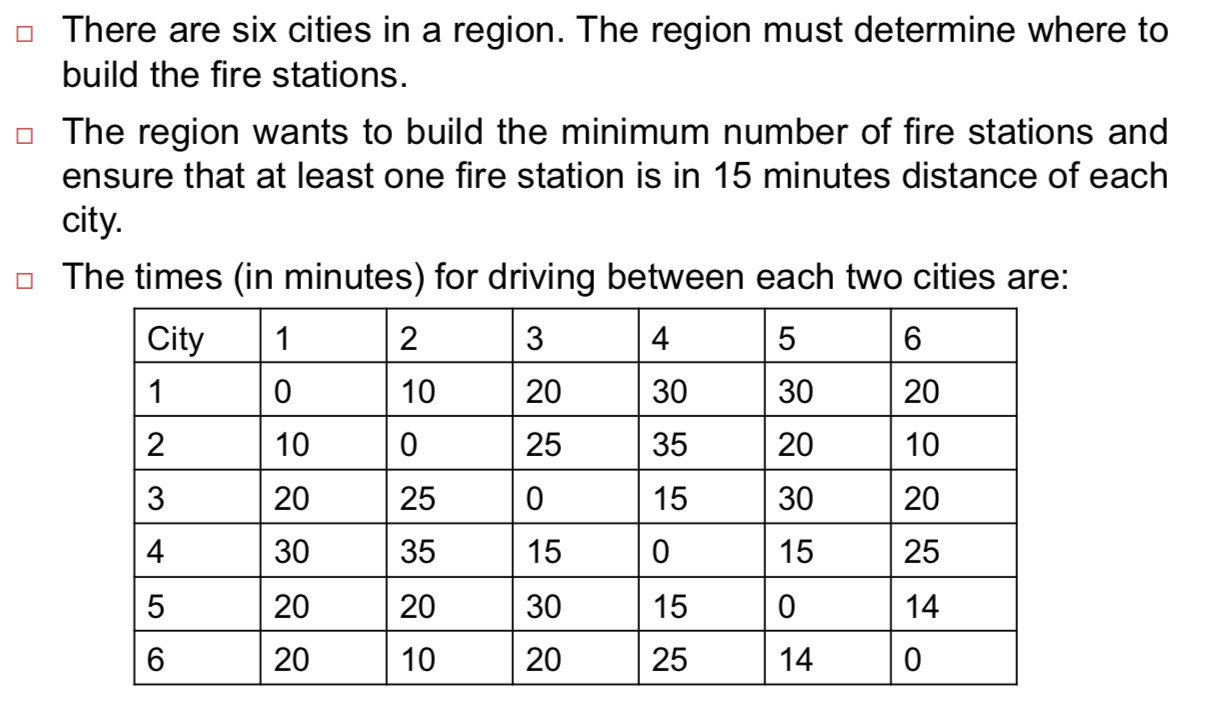 There are six cities in a region. The region must determine where to
build the fire stations.
The region wants to build the minimum number of fire stations and
ensure that at least one fire station is in 15 minutes distance of each
city.
The times (in minutes) for driving between each two cities are:
City 1 2 3 4 5 6
1 0 10 20 30 30 20
2 10 0 25 35 20 10
3 20 25 0 15 30 20
4 30 35 15 0 15 25
5 20 20 30 15 0 14
6 20 10 20 25 14 0